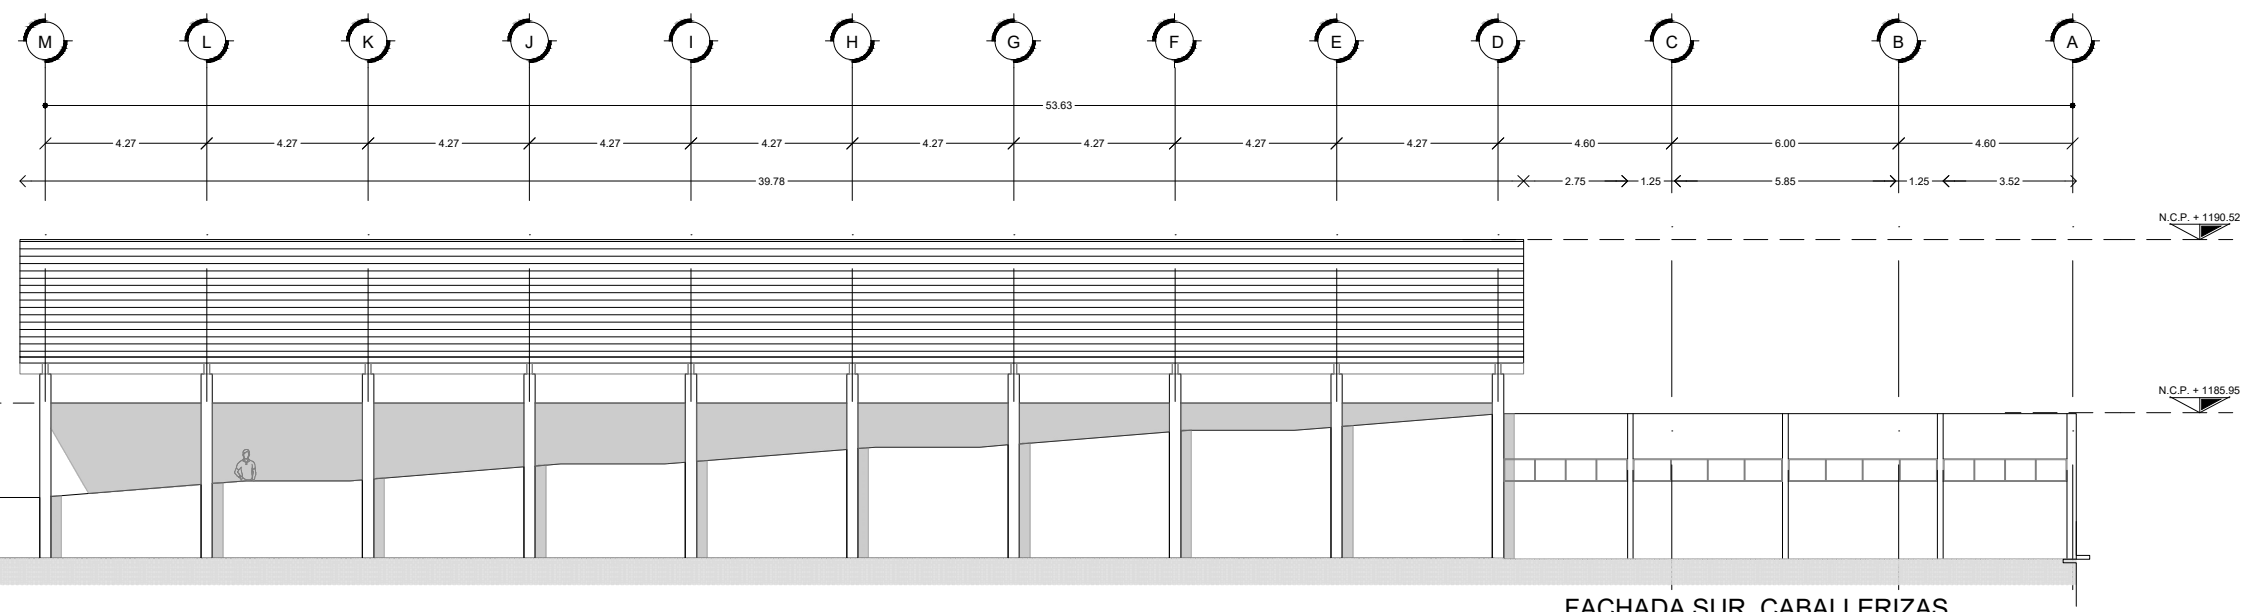 M L K J I H G F E D C B A
53.63
4.27 4.27 4.27 4.27 4.27 4.27 4.27 4.27 4.27 4.60 6.00 4.60
39.78 2.75 1.25 5.85 1.25 3.52
N.C.P. + 1190.52
N.C.P. + 1185.95
FACHADA SUR CABALLERIZAS